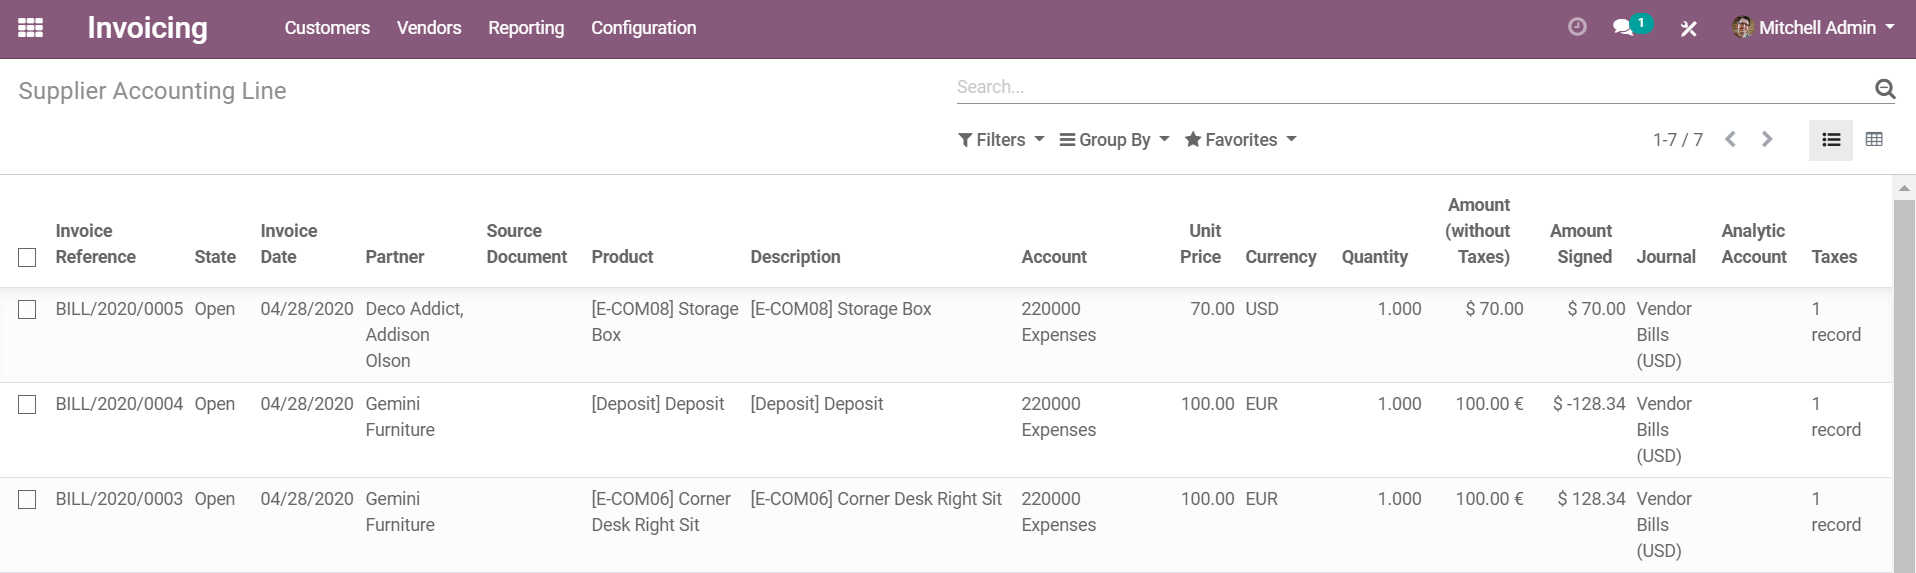 Invoicing Customers Vendors Reporting Configuration 1 Mitchell Admin
Supplier Accounting Line
Search...
Filters Group By Favorites 1-7 / 7
Invoice Reference State Invoice Date Partner Source Document Product Description Account Unit Price Currency Quantity Amount (without Taxes) Amount Signed Journal Analytic Account Taxes
BILL/2020/0005 Open 04/28/2020 Deco Addict, [E-COM08] Storage [E-COM08] Storage Box 220000 70.00 USD 1.000 $ 70.00 $ 70.00 Vendor 1
Addison Box Expenses Bills record
Olson (USD)
BILL/2020/0004 Open 04/28/2020 Gemini [Deposit] Deposit [Deposit] Deposit 220000 100.00 EUR 1.000 100.00 € $ -128.34 Vendor 1
Furniture Expenses Bills record
(USD)
BILL/2020/0003 Open 04/28/2020 Gemini [E-COM06] Corner [E-COM06] Corner Desk Right Sit 220000 100.00 EUR 1.000 100.00 € $ 128.34 Vendor 1
Furniture Desk Right Sit Expenses Bills record
(USD)